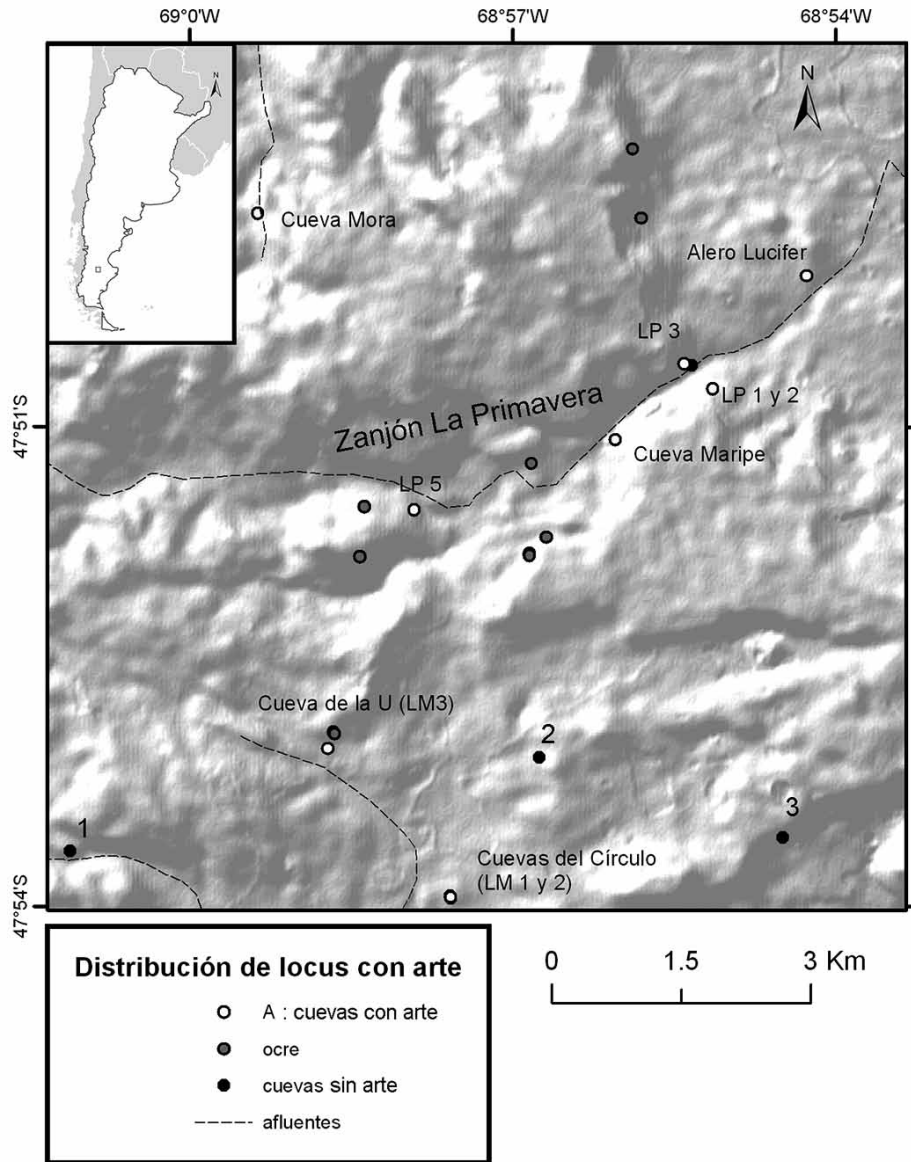 69°0'W
68°57'W
68°54'W
N
N
Cueva Mora
Alero Lucifer
LP 3
LP 1 y 2
Zanjón La Primavera
47°51'S
Cueva Maripe
LP 5
Cueva de la U (LM3)
2
3
1
Cuevas del Círculo
(LM 1 y 2)
47°54'S
Distribución de locus con arte
A : cuevas con arte
ocre
cuevas sin arte
afluentes
0 1.5 3 Km